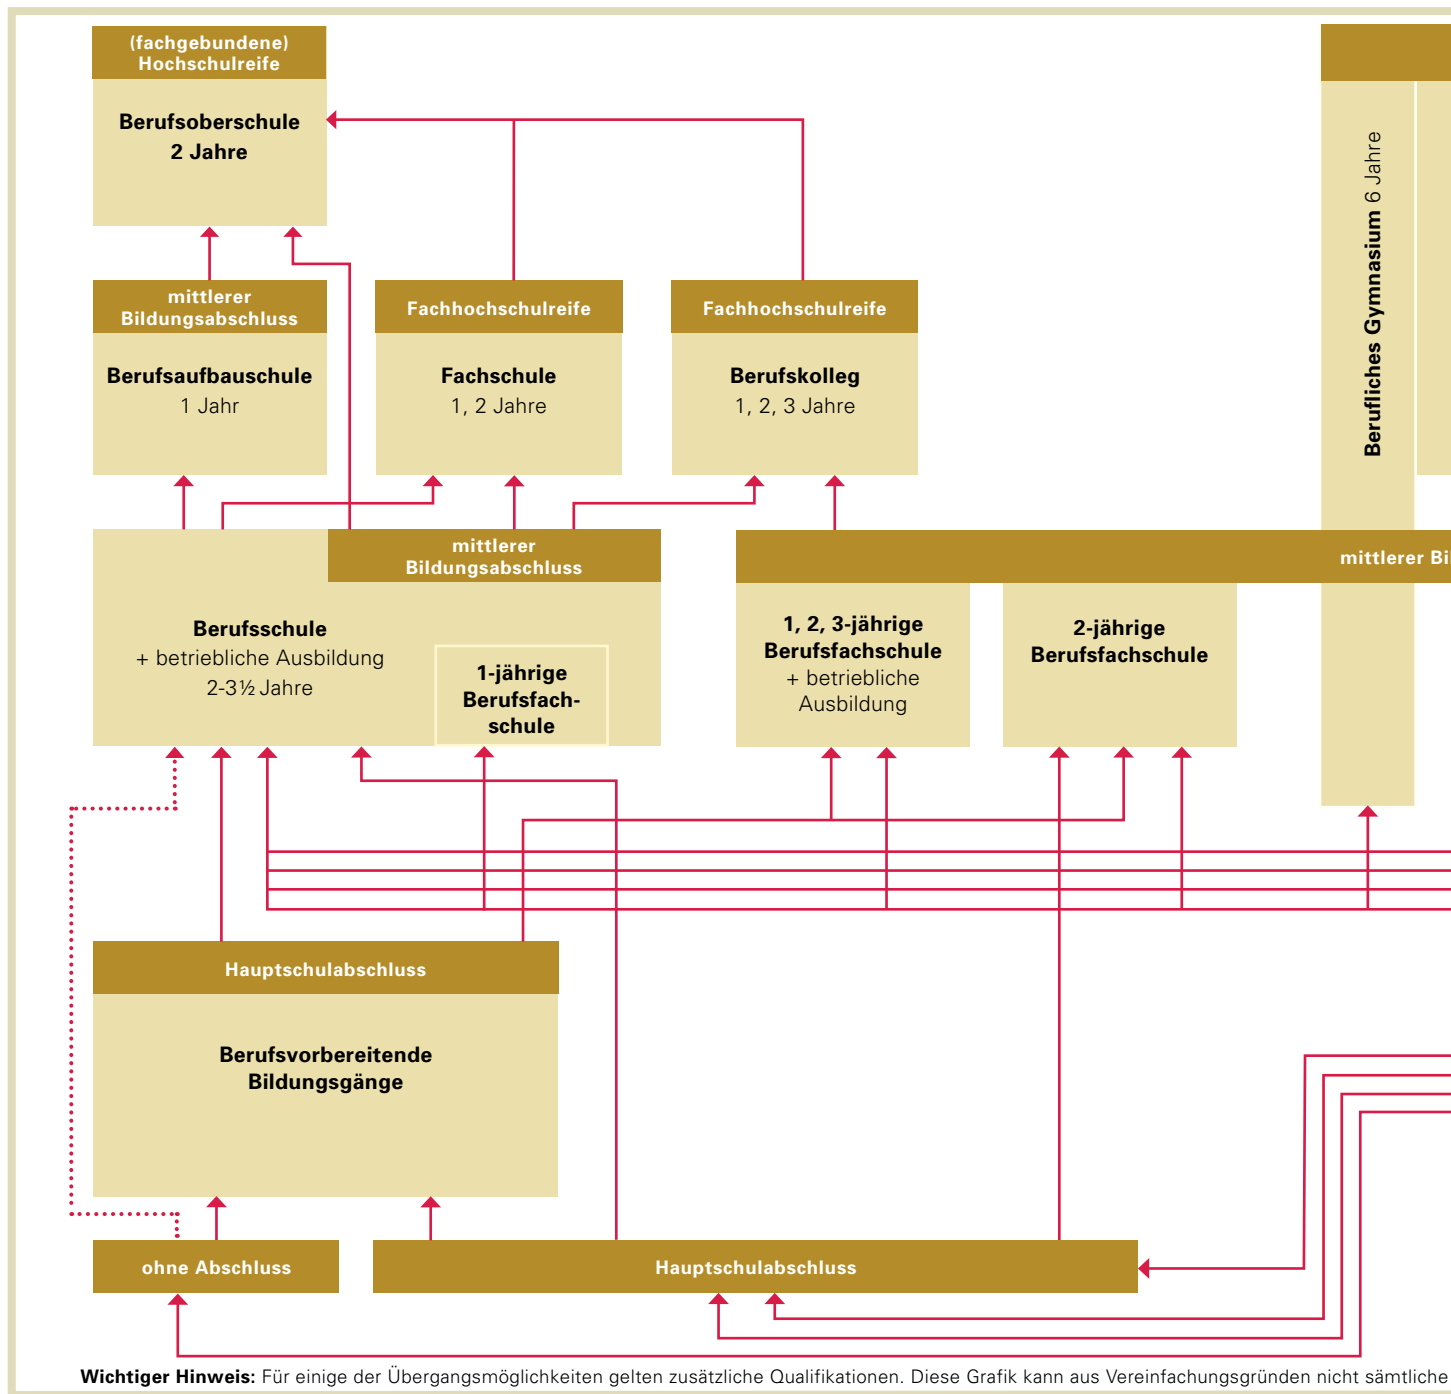 (fachgebundene)
Hochschulreife
Berufsoberschule
2 Jahre
Berufliches Gymnasium 6 Jahre
mittlerer
Bildungsabschluss
Berufsaufbauschule
1 Jahr
Fachhochschulreife
Fachschule
1, 2 Jahre
Fachhochschulreife
Berufskolleg
1, 2, 3 Jahre
mittlerer
Bildungsabschluss
Berufsschule
+ betriebliche Ausbildung
2-3½ Jahre
1-jährige
Berufsfach-
schule
mittlerer Bil
1, 2, 3-jährige
Berufsfachschule
+ betriebliche
Ausbildung
2-jährige
Berufsfachschule
Hauptschulabschluss
Berufsvorbereitende
Bildungsgänge
ohne Abschluss
Hauptschulabschluss
Wichtiger Hinweis: Für einige der Übergangsmöglichkeiten gelten zusätzliche Qualifikationen. Diese Grafik kann aus Vereinfachungsgründen nicht sämtliche